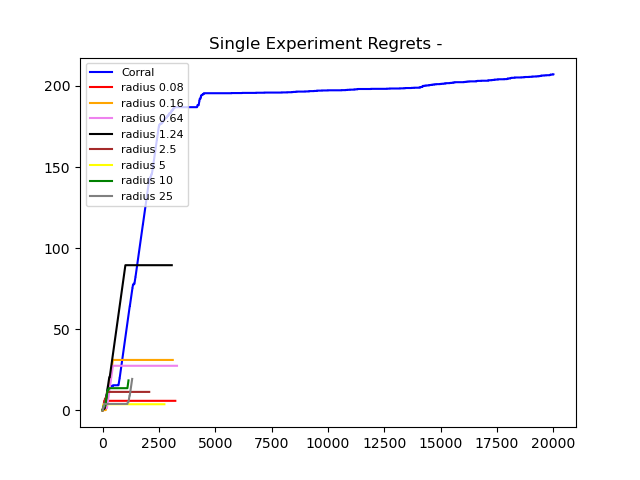 Single Experiment Regrets -
Corral
radius 0.08
radius 0.16
radius 0.64
radius 1.24
radius 2.5
radius 5
radius 10
radius 25
200
150
100
50
0
0 2500 5000 7500 10000 12500 15000 17500 20000